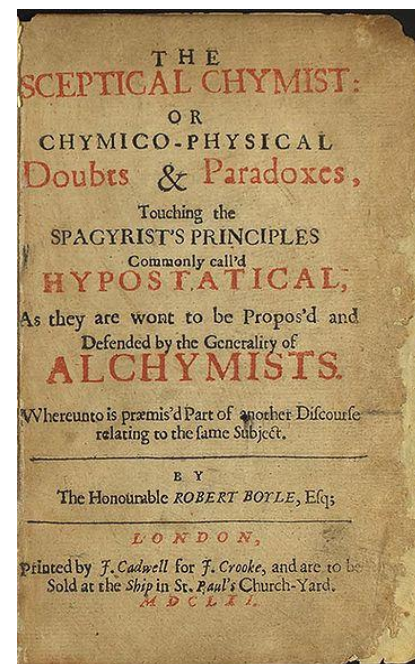 THE
SCEPTICAL CHYMIST:
OR
CHYMICO-PHYSICAL
Doubts & Paradoxes,
Touching the
SPAGYRIST'S PRINCIPLES
Commonly call'd
HYPOSTATICAL,
As they are wont to be Propos'd and
Defended by the Generality of
ALCHYMISTS.
Whereunto is præmis'd Part of another Diſcourſe
relating to the ſame Subject.
BY
The Honourable ROBERT BOYLE, Eſq;
LONDON,
Printed by J. Cadwell for J. Crooke, and are to be
Sold at the Ship in St. Paul's Church-Yard.
MDCLXI.